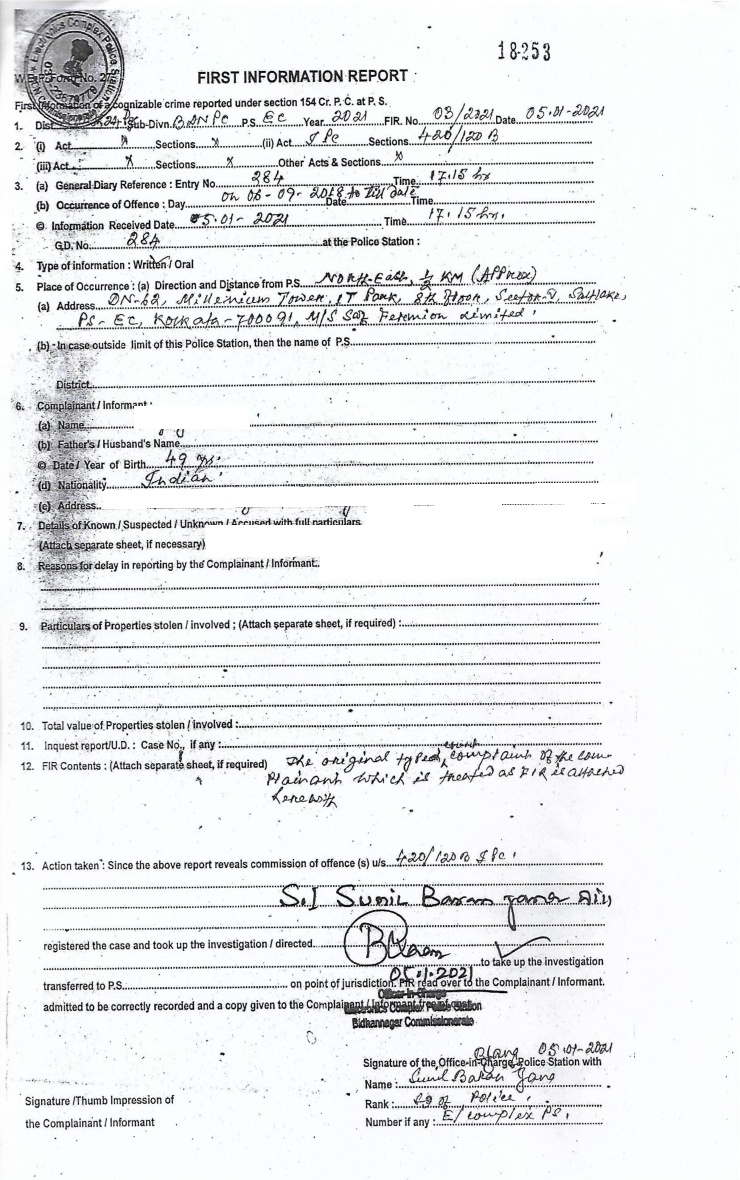 18253
Electronics Complex Police Station
W.B.P. Form No. 27
FIRST INFORMATION REPORT
First Information of a cognizable crime reported under section 154 Cr. P. C. at P. S.
1. Dist. Sub-Divn. BDN PC P.S. EC Year 2021 FIR. No. 03/2021 Date 05.01-2021
2. (i) Act x Sections x (ii) Act I PC Sections 420/120 B
(iii) Act x Sections x Other Acts & Sections x
3. (a) General Diary Reference : Entry No. 284 Time 17.15 hr
(b) Occurrence of Offence : Day On 06-09-2018 to till date Date Time
© Information Received Date 05.01-2021 Time 17.15 hr.
G.D. No. 284 at the Police Station :
4. Type of information : Written / Oral
5. Place of Occurrence : (a) Direction and Distance from P.S. North-East, 1/2 KM (Approx)
(a) Address DN-62, Millenium Tower, IT Park, 8th Floor, Sector-V, Saltlake,
PS-EC, Kolkata-700091, M/S Fermion Limited
(b) In case outside limit of this Police Station, then the name of P.S.
District
6. Complainant / Informant
(a) Name
(b) Father's / Husband's Name
© Date / Year of Birth 49 yrs.
(d) Nationality Indian
(e) Address
7. Details of Known / Suspected / Unknown / Accused with full particulars
(Attach separate sheet, if necessary)
8. Reasons for delay in reporting by the Complainant / Informant.
9. Particulars of Properties stolen / involved ; (Attach separate sheet, if required) :
10. Total value of Properties stolen / involved :
11. Inquest report/U.D. : Case No., if any :
12. FIR Contents : (Attach separate sheet, if required) The original typed complaint of the com-
plainant which is treated as FIR is attached
herewith
13. Action taken : Since the above report reveals commission of offence (s) u/s 420/120B I PC.
S.I Sunil Baran Jana
registered the case and took up the investigation / directed
to take up the investigation
05.1.2021
transferred to P.S. on point of jurisdiction. FIR read over to the Complainant / Informant.
Officer-in-Charge
admitted to be correctly recorded and a copy given to the Complainant / Informant free of cost
Electronics Complex Police Station
Bidhannagar Commissionerate
05.01-2021
Signature of the Office-in-Charge, Police Station with
Name : Sunil Baran Jana
Signature /Thumb Impression of
Rank : SI of Police,
the Complainant / Informant
Number if any : E/complex PS.